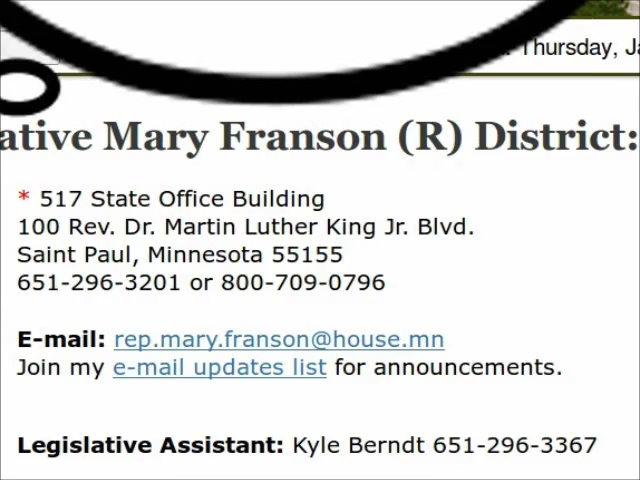 Thursday, Ja
ative Mary Franson (R) District:
* 517 State Office Building
100 Rev. Dr. Martin Luther King Jr. Blvd.
Saint Paul, Minnesota 55155
651-296-3201 or 800-709-0796
E-mail: rep.mary.franson@house.mn
Join my e-mail updates list for announcements.
Legislative Assistant: Kyle Berndt 651-296-3367